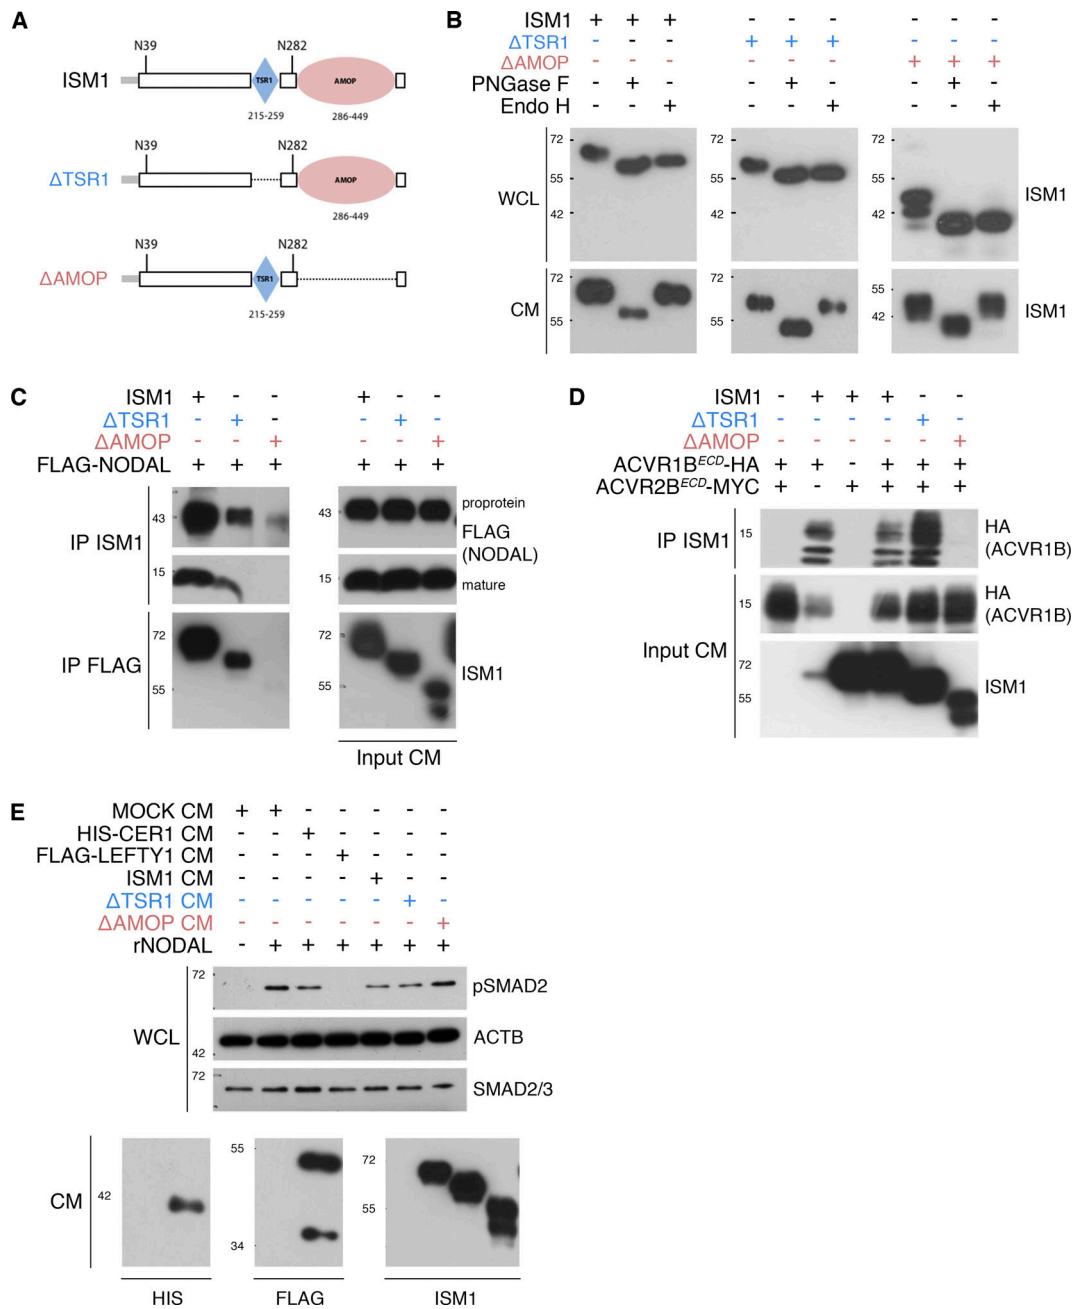 A
N39 N282
ISM1 TSR1 AMOP
215-259 286-449
N39 N282
ΔTSR1 AMOP
286-449
N39 N282
ΔAMOP TSR1
215-259
B
ISM1 + + + - - - - - -
ΔTSR1 - - - + + + - - -
ΔAMOP - - - - - - + + +
PNGase F - + - - + - - + -
Endo H - - + - - + - - +
WCL
72 55 42
72 55 42
72 55 42
ISM1
CM
72 55
72 55
55 42
ISM1
C
ISM1 + - - + - -
ΔTSR1 - + - - + -
ΔAMOP - - + - - +
FLAG-NODAL + + + + + +
IP ISM1
43
15
43
15
proprotein
FLAG
(NODAL)
mature
IP FLAG
72
55
72
55
ISM1
Input CM
D
ISM1 - + + + - -
ΔTSR1 - - - - + -
ΔAMOP - - - - - +
ACVR1BECD-HA + + - + + +
ACVR2BECD-MYC + - + + + +
IP ISM1
15
HA
(ACVR1B)
Input CM
15
HA
(ACVR1B)
72
55
ISM1
E
MOCK CM + + - - - - -
HIS-CER1 CM - - + - - - -
FLAG-LEFTY1 CM - - - + - - -
ISM1 CM - - - - + - -
ΔTSR1 CM - - - - - + -
ΔAMOP CM - - - - - - +
rNODAL - + + + + + +
WCL
72
pSMAD2
42
ACTB
72
SMAD2/3
CM
42
55
34
72
55
HIS FLAG ISM1